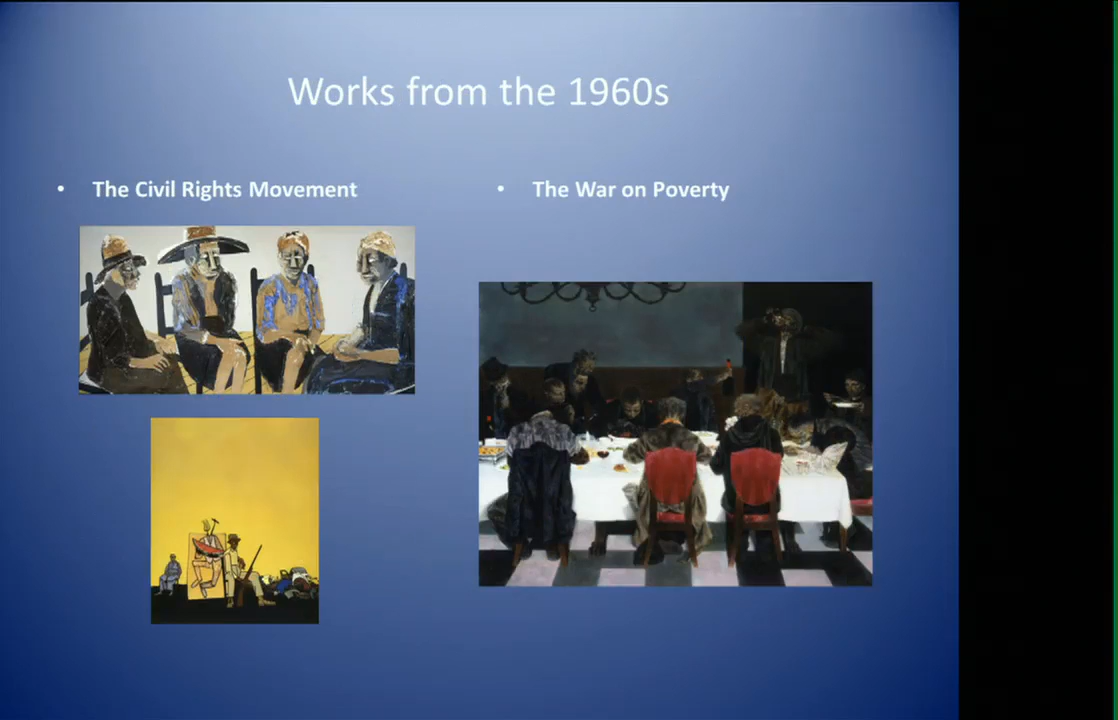 Works from the 1960s
• The Civil Rights Movement
• The War on Poverty